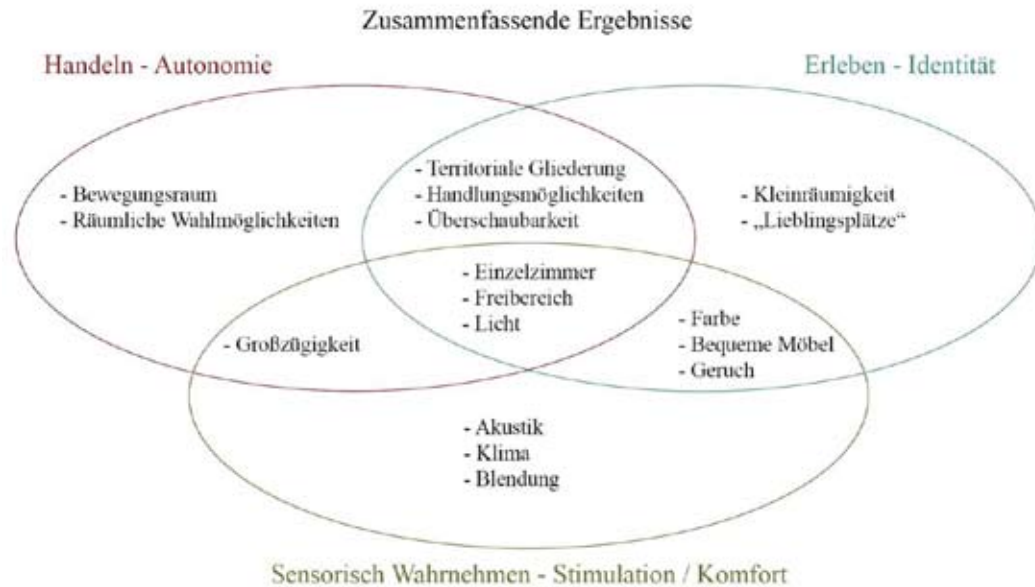 Zusammenfassende Ergebnisse
Handeln - Autonomie
Erleben - Identität
- Bewegungsraum
- Räumliche Wahlmöglichkeiten
- Territoriale Gliederung
- Handlungsmöglichkeiten
- Überschaubarkeit
- Kleinräumigkeit
- „Lieblingsplätze“
- Einzelzimmer
- Freibereich
- Licht
- Großzügigkeit
- Farbe
- Bequeme Möbel
- Geruch
- Akustik
- Klima
- Blendung
Sensorisch Wahrnehmen - Stimulation / Komfort